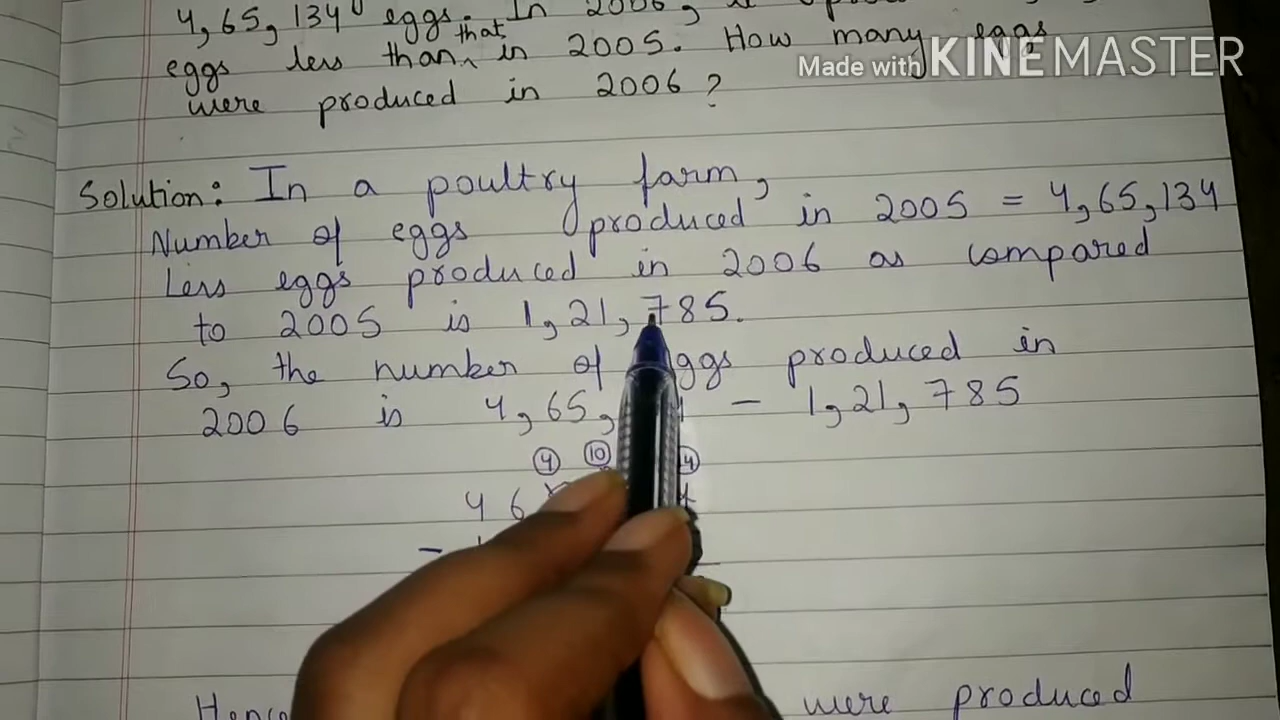 4,65,134 eggs. In 2006, it
that
eggs less than^ in 2005. How many eggs
Made with KINEMASTER
were produced in 2006 ?
Solution: In a poultry farm,
Number of eggs produced in 2005 = 4,65,134
Less eggs produced in 2006 as compared
to 2005 is 1,21,785.
So, the number of eggs produced in
2006 is 4,65, - 1,21,785
4 10
4 6
-
were produced